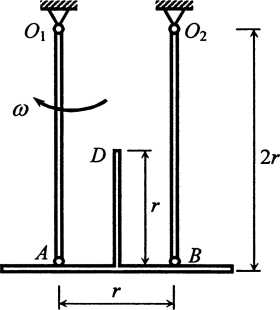 O₁ O₂
ω
D r 2r
A B
r